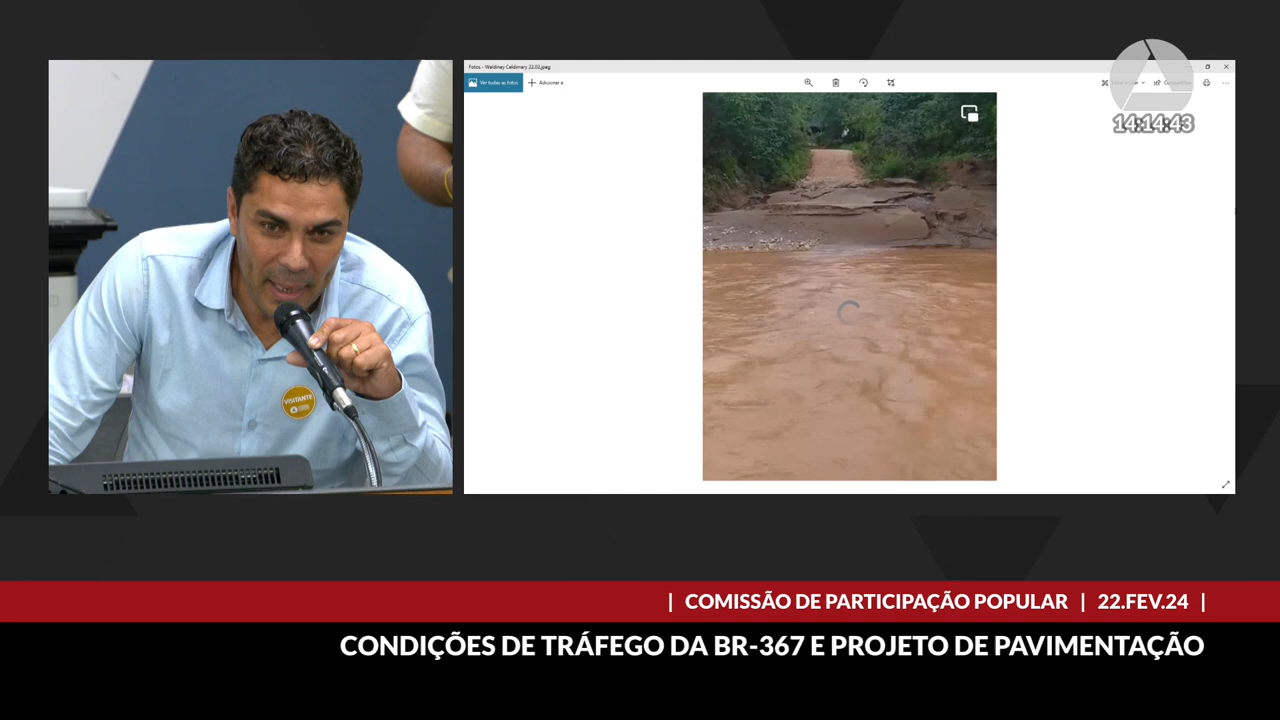 Fotos - Waldiney Celdimary 22.02.jpeg
Ver todas as fotos
Adicionar a
14:14:43
VISITANTE
| COMISSÃO DE PARTICIPAÇÃO POPULAR | 22.FEV.24 |
CONDIÇÕES DE TRÁFEGO DA BR-367 E PROJETO DE PAVIMENTAÇÃO